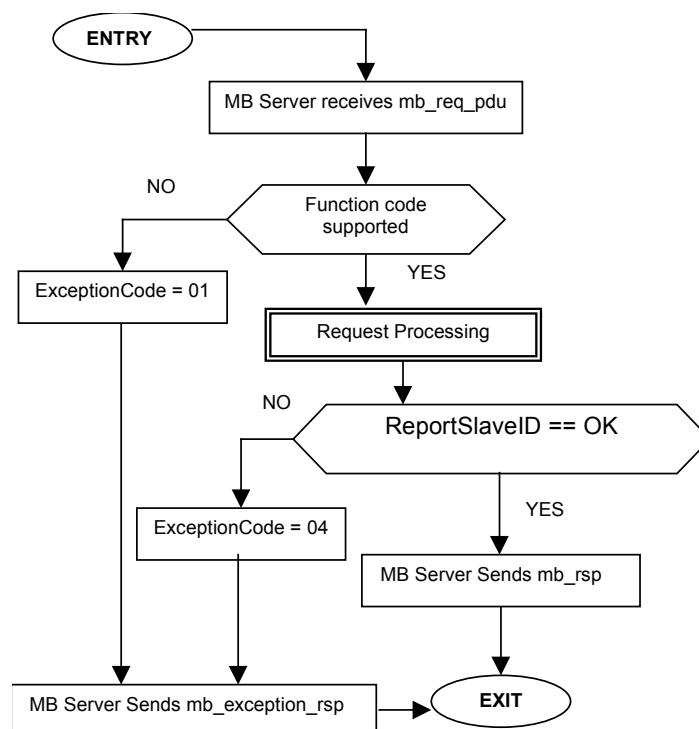 ENTRY
MB Server receives mb_req_pdu
NO
Function code
supported
YES
ExceptionCode = 01
Request Processing
NO
ReportSlaveID == OK
YES
ExceptionCode = 04
MB Server Sends mb_rsp
MB Server Sends mb_exception_rsp
EXIT